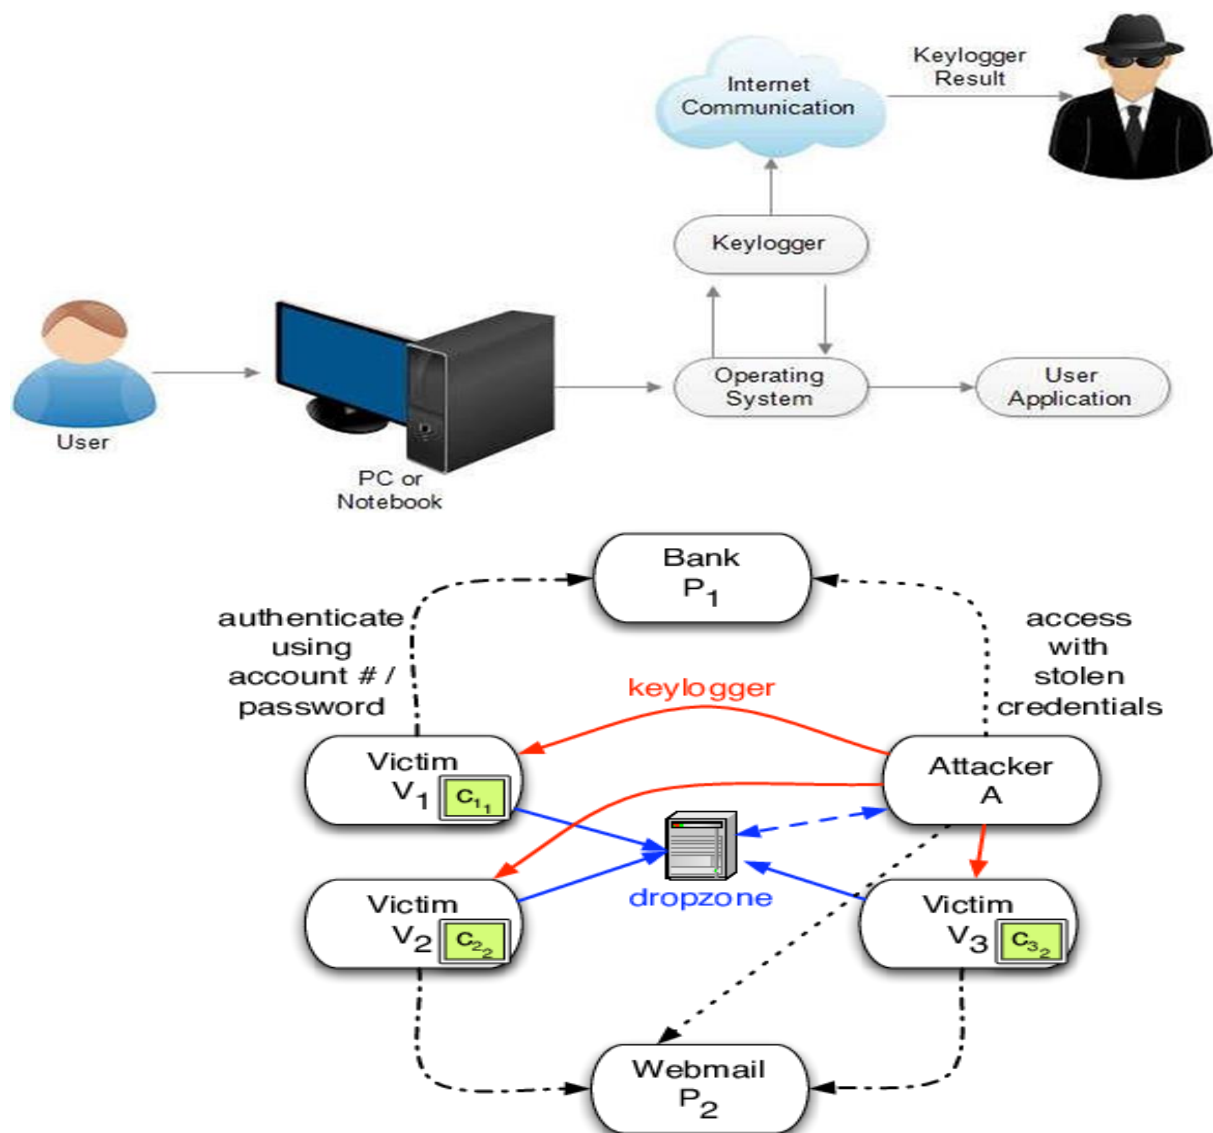 Internet
Communication
Keylogger
Result
Keylogger
Operating
System
User
Application
User
PC or
Notebook
Bank
P1
authenticate
using
account # /
password
access
with
stolen
credentials
keylogger
Victim
V1
C11
Attacker
A
dropzone
Victim
V2
C22
Victim
V3
C32
Webmail
P2